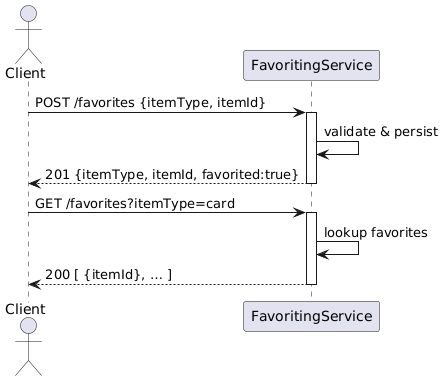 Client
FavoritingService
POST /favorites {itemType, itemId}
validate & persist
201 {itemType, itemId, favorited:true}
GET /favorites?itemType=card
lookup favorites
200 [ {itemId}, ... ]
Client
FavoritingService